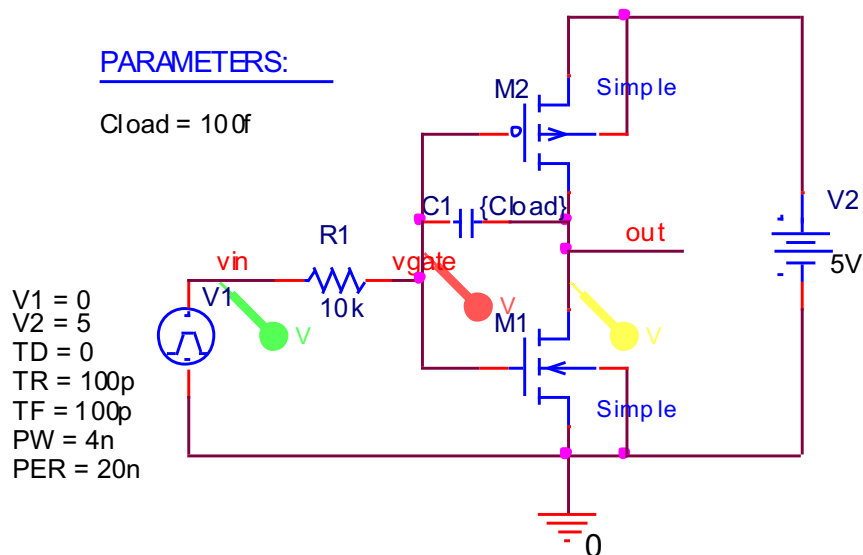 PARAMETERS:
Cload = 100f
M2
Simple
C1
{Cload}
V2
5V
out
R1
vin
vgate
V1
10k
V
V
V
M1
Simple
V1 = 0
V2 = 5
TD = 0
TR = 100p
TF = 100p
PW = 4n
PER = 20n
0